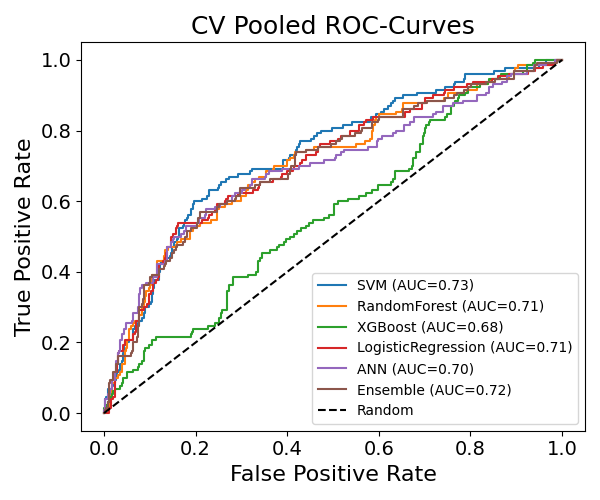 CV Pooled ROC-Curves
True Positive Rate
1.0
0.8
0.6
0.4
0.2
0.0
SVM (AUC=0.73)
RandomForest (AUC=0.71)
XGBoost (AUC=0.68)
LogisticRegression (AUC=0.71)
ANN (AUC=0.70)
Ensemble (AUC=0.72)
Random
0.0 0.2 0.4 0.6 0.8 1.0
False Positive Rate